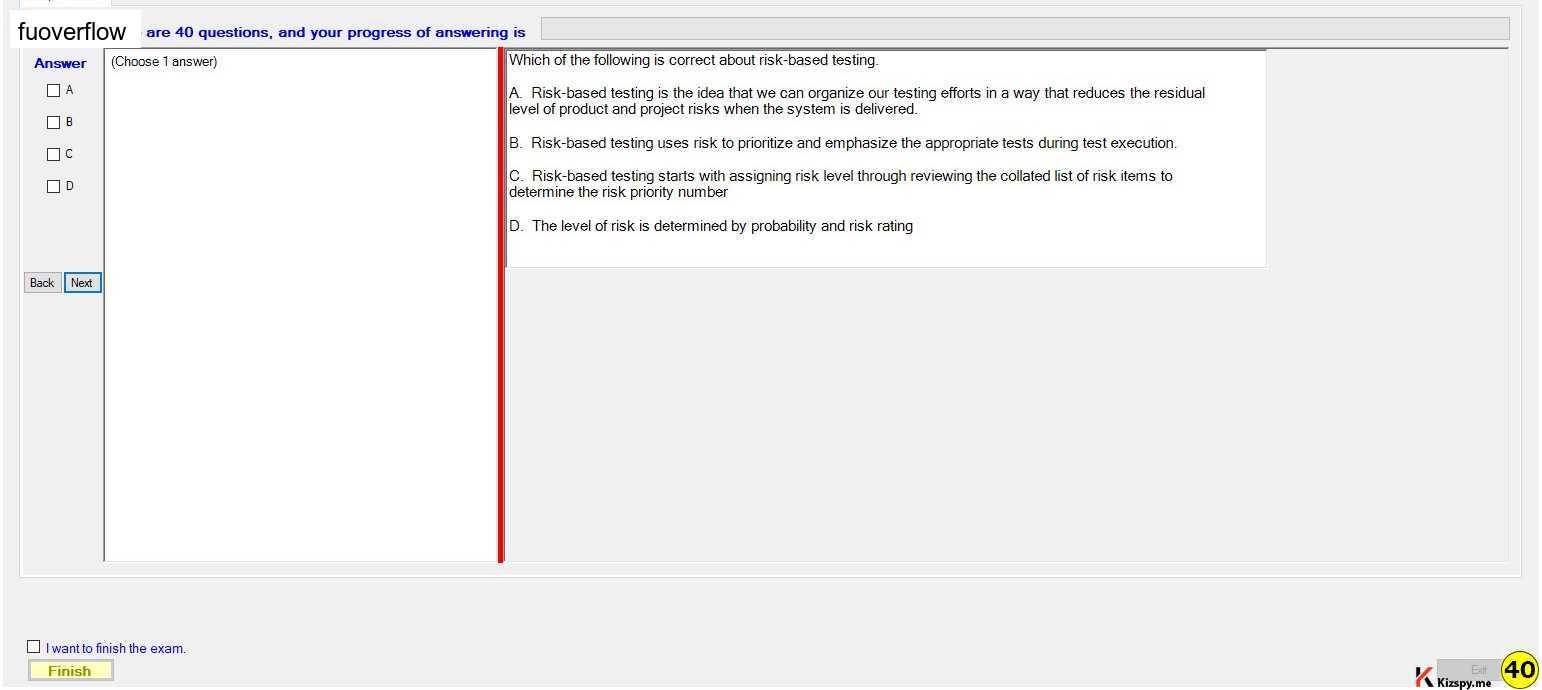 fuoverflow are 40 questions, and your progress of answering is
Answer
(Choose 1 answer)
A
B
C
D
Back Next
Which of the following is correct about risk-based testing.
A. Risk-based testing is the idea that we can organize our testing efforts in a way that reduces the residual
level of product and project risks when the system is delivered.
B. Risk-based testing uses risk to prioritize and emphasize the appropriate tests during test execution.
C. Risk-based testing starts with assigning risk level through reviewing the collated list of risk items to
determine the risk priority number
D. The level of risk is determined by probability and risk rating
I want to finish the exam.
Finish
Exit
Kizspy.me
40